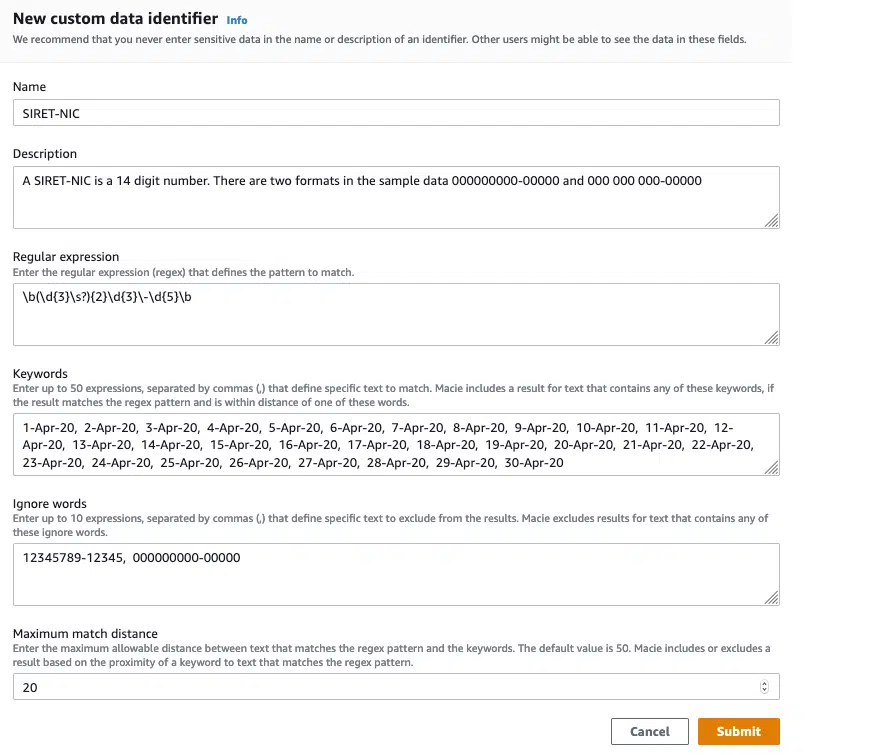 New custom data identifier Info
We recommend that you never enter sensitive data in the name or description of an identifier. Other users might be able to see the data in these fields.
Name
SIRET-NIC
Description
A SIRET-NIC is a 14 digit number. There are two formats in the sample data 000000000-00000 and 000 000 000-00000
Regular expression
Enter the regular expression (regex) that defines the pattern to match.
\b(\d{3}\s?){2}\d{3}\-\d{5}\b
Keywords
Enter up to 50 expressions, separated by commas (,) that define specific text to match. Macie includes a result for text that contains any of these keywords, if
the result matches the regex pattern and is within distance of one of these words.
1-Apr-20, 2-Apr-20, 3-Apr-20, 4-Apr-20, 5-Apr-20, 6-Apr-20, 7-Apr-20, 8-Apr-20, 9-Apr-20, 10-Apr-20, 11-Apr-20, 12-
Apr-20, 13-Apr-20, 14-Apr-20, 15-Apr-20, 16-Apr-20, 17-Apr-20, 18-Apr-20, 19-Apr-20, 20-Apr-20, 21-Apr-20, 22-Apr-20,
23-Apr-20, 24-Apr-20, 25-Apr-20, 26-Apr-20, 27-Apr-20, 28-Apr-20, 29-Apr-20, 30-Apr-20
Ignore words
Enter up to 10 expressions, separated by commas (,) that define specific text to exclude from the results. Macie excludes results for text that contains any of
these ignore words.
12345789-12345, 000000000-00000
Maximum match distance
Enter the maximum allowable distance between text that matches the regex pattern and the keywords. The default value is 50. Macie includes or excludes a
result based on the proximity of a keyword to text that matches the regex pattern.
20
Cancel Submit